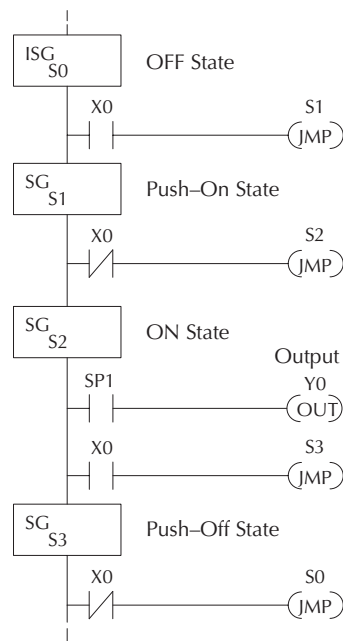 ISG
S0
OFF State
X0
S1
JMP
SG
S1
Push–On State
X0
S2
JMP
SG
S2
ON State
Output
SP1
Y0
OUT
X0
S3
JMP
SG
S3
Push–Off State
X0
S0
JMP